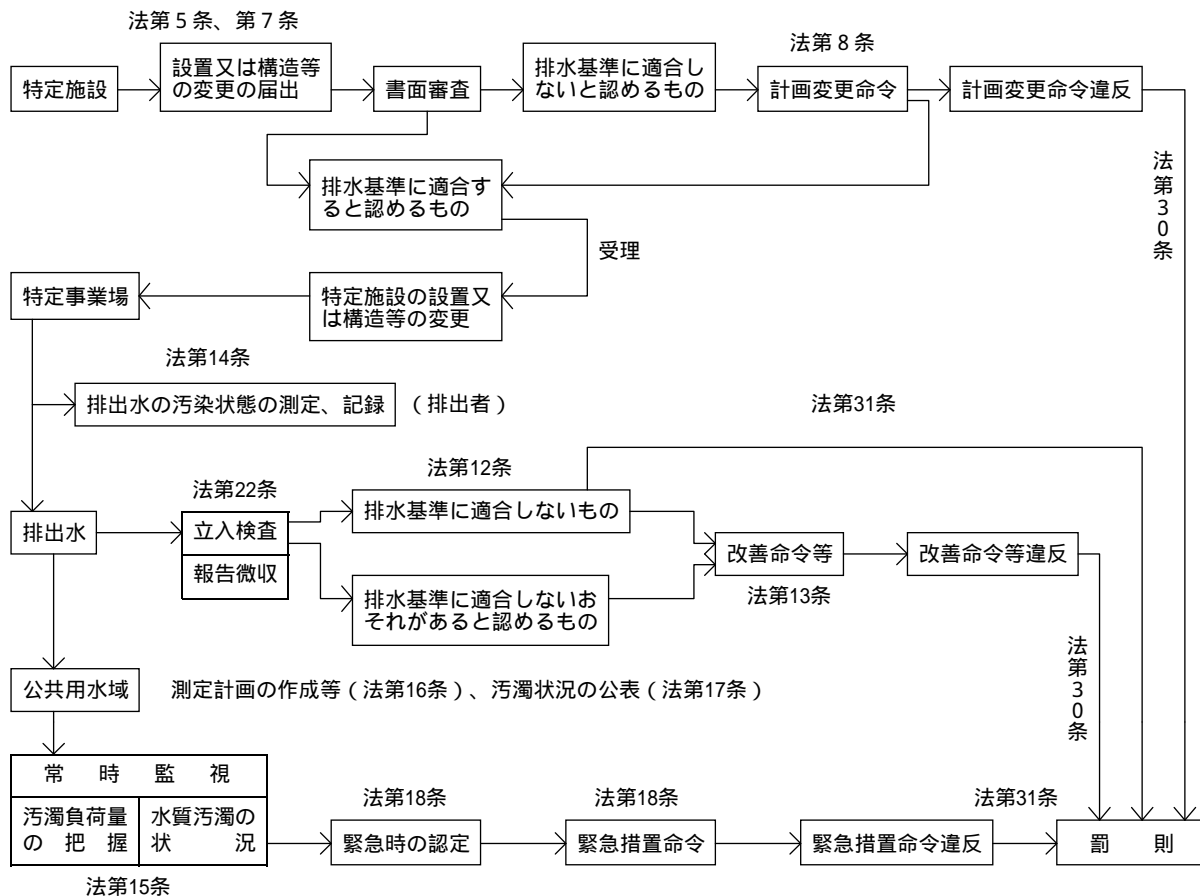 法第５条、第７条
法第８条
特定施設
設置又は構造等
の変更の届出
書面審査
排水基準に適合し
ないと認めるもの
計画変更命令
計画変更命令違反
法第30条
排水基準に適合す
ると認めるもの
受理
特定事業場
特定施設の設置又
は構造等の変更
法第14条
排出水の汚染状態の測定、記録
（排出者）
法第31条
法第12条
法第22条
排水基準に適合しないもの
排出水
立入検査
報告微収
改善命令等
改善命令等違反
法第13条
排水基準に適合しないお
それがあると認めるもの
法第30条
公共用水域
測定計画の作成等（法第16条）、汚濁状況の公表（法第17条）
常時監視
汚濁負荷量
の把握
水質汚濁の
状況
法第15条
法第18条
法第18条
法第31条
緊急時の認定
緊急措置命令
緊急措置命令違反
罰則